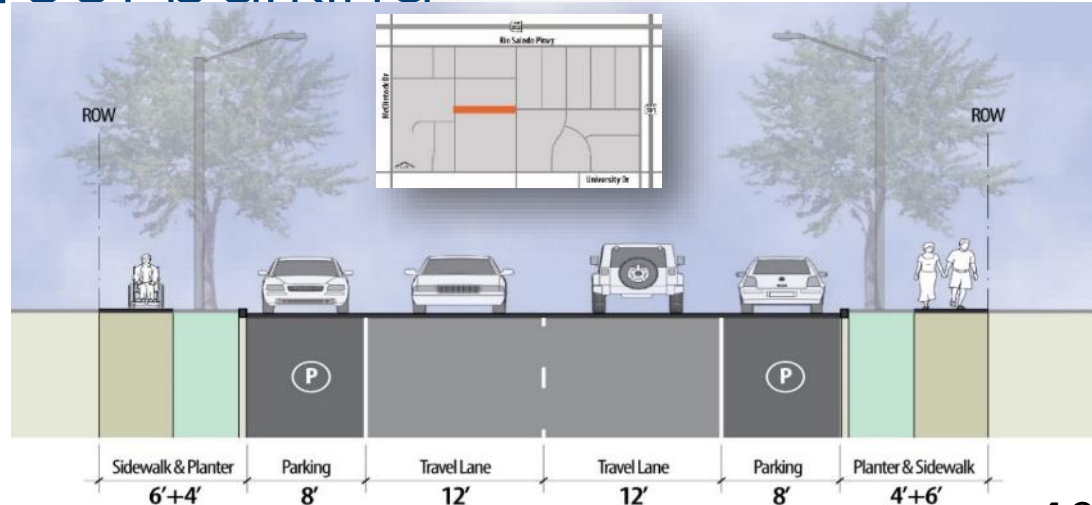 Rio Salado Pkwy
McClintock Dr
University Dr
ROW
ROW
P
P
Sidewalk & Planter
Parking
Travel Lane
Travel Lane
Parking
Planter & Sidewalk
6'+4'
8'
12'
12'
8'
4'+6'